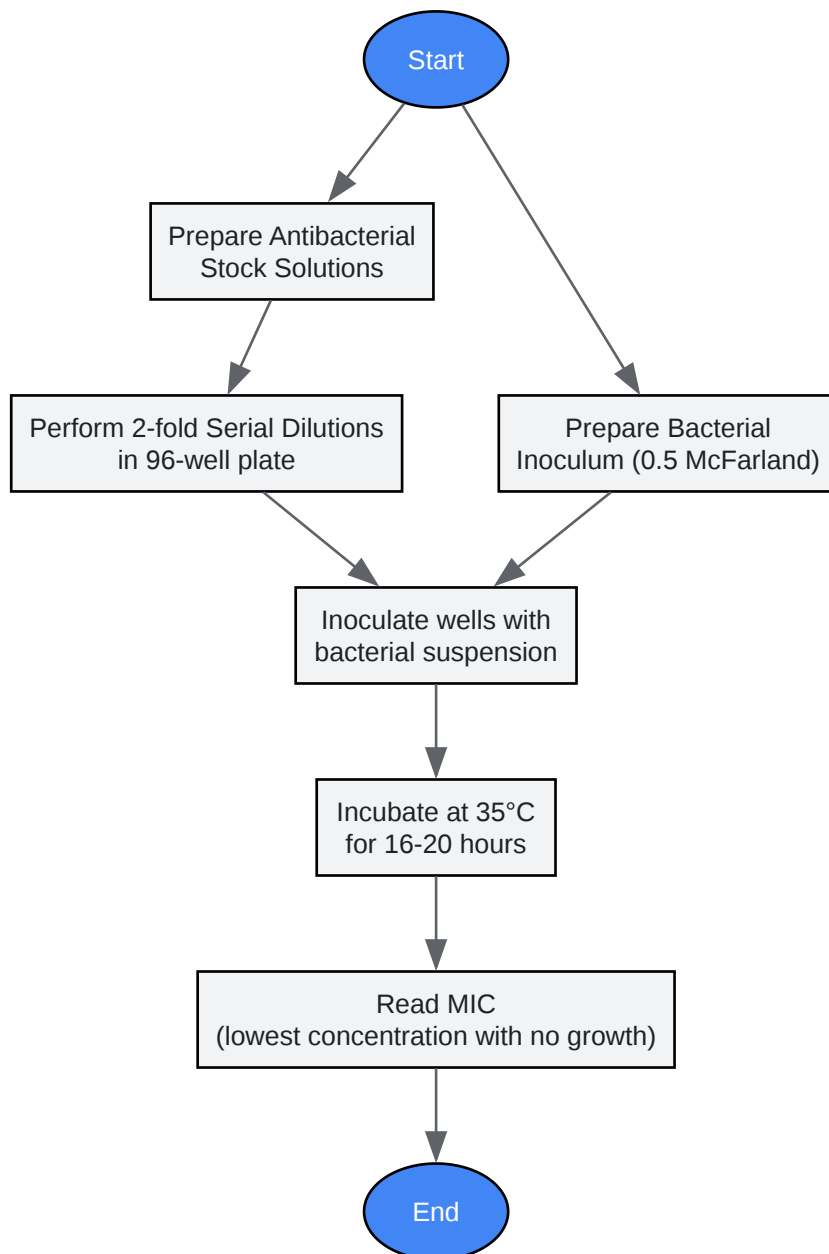 Start
Prepare Antibacterial
Stock Solutions
Perform 2-fold Serial Dilutions
in 96-well plate
Prepare Bacterial
Inoculum (0.5 McFarland)
Inoculate wells with
bacterial suspension
Incubate at 35°C
for 16-20 hours
Read MIC
(lowest concentration with no growth)
End